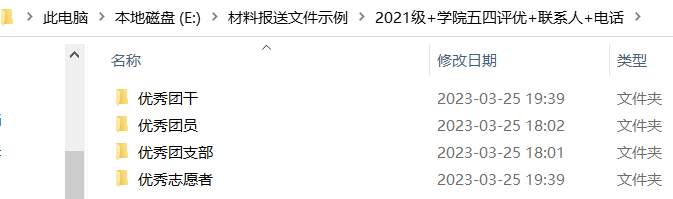 此电脑 > 本地磁盘 (E:) > 材料报送文件示例 > 2021级+学院五四评优+联系人+电话 >
名称 修改日期 类型
优秀团干 2023-03-25 19:39 文件夹
优秀团员 2023-03-25 18:02 文件夹
优秀团支部 2023-03-25 18:01 文件夹
优秀志愿者 2023-03-25 19:39 文件夹